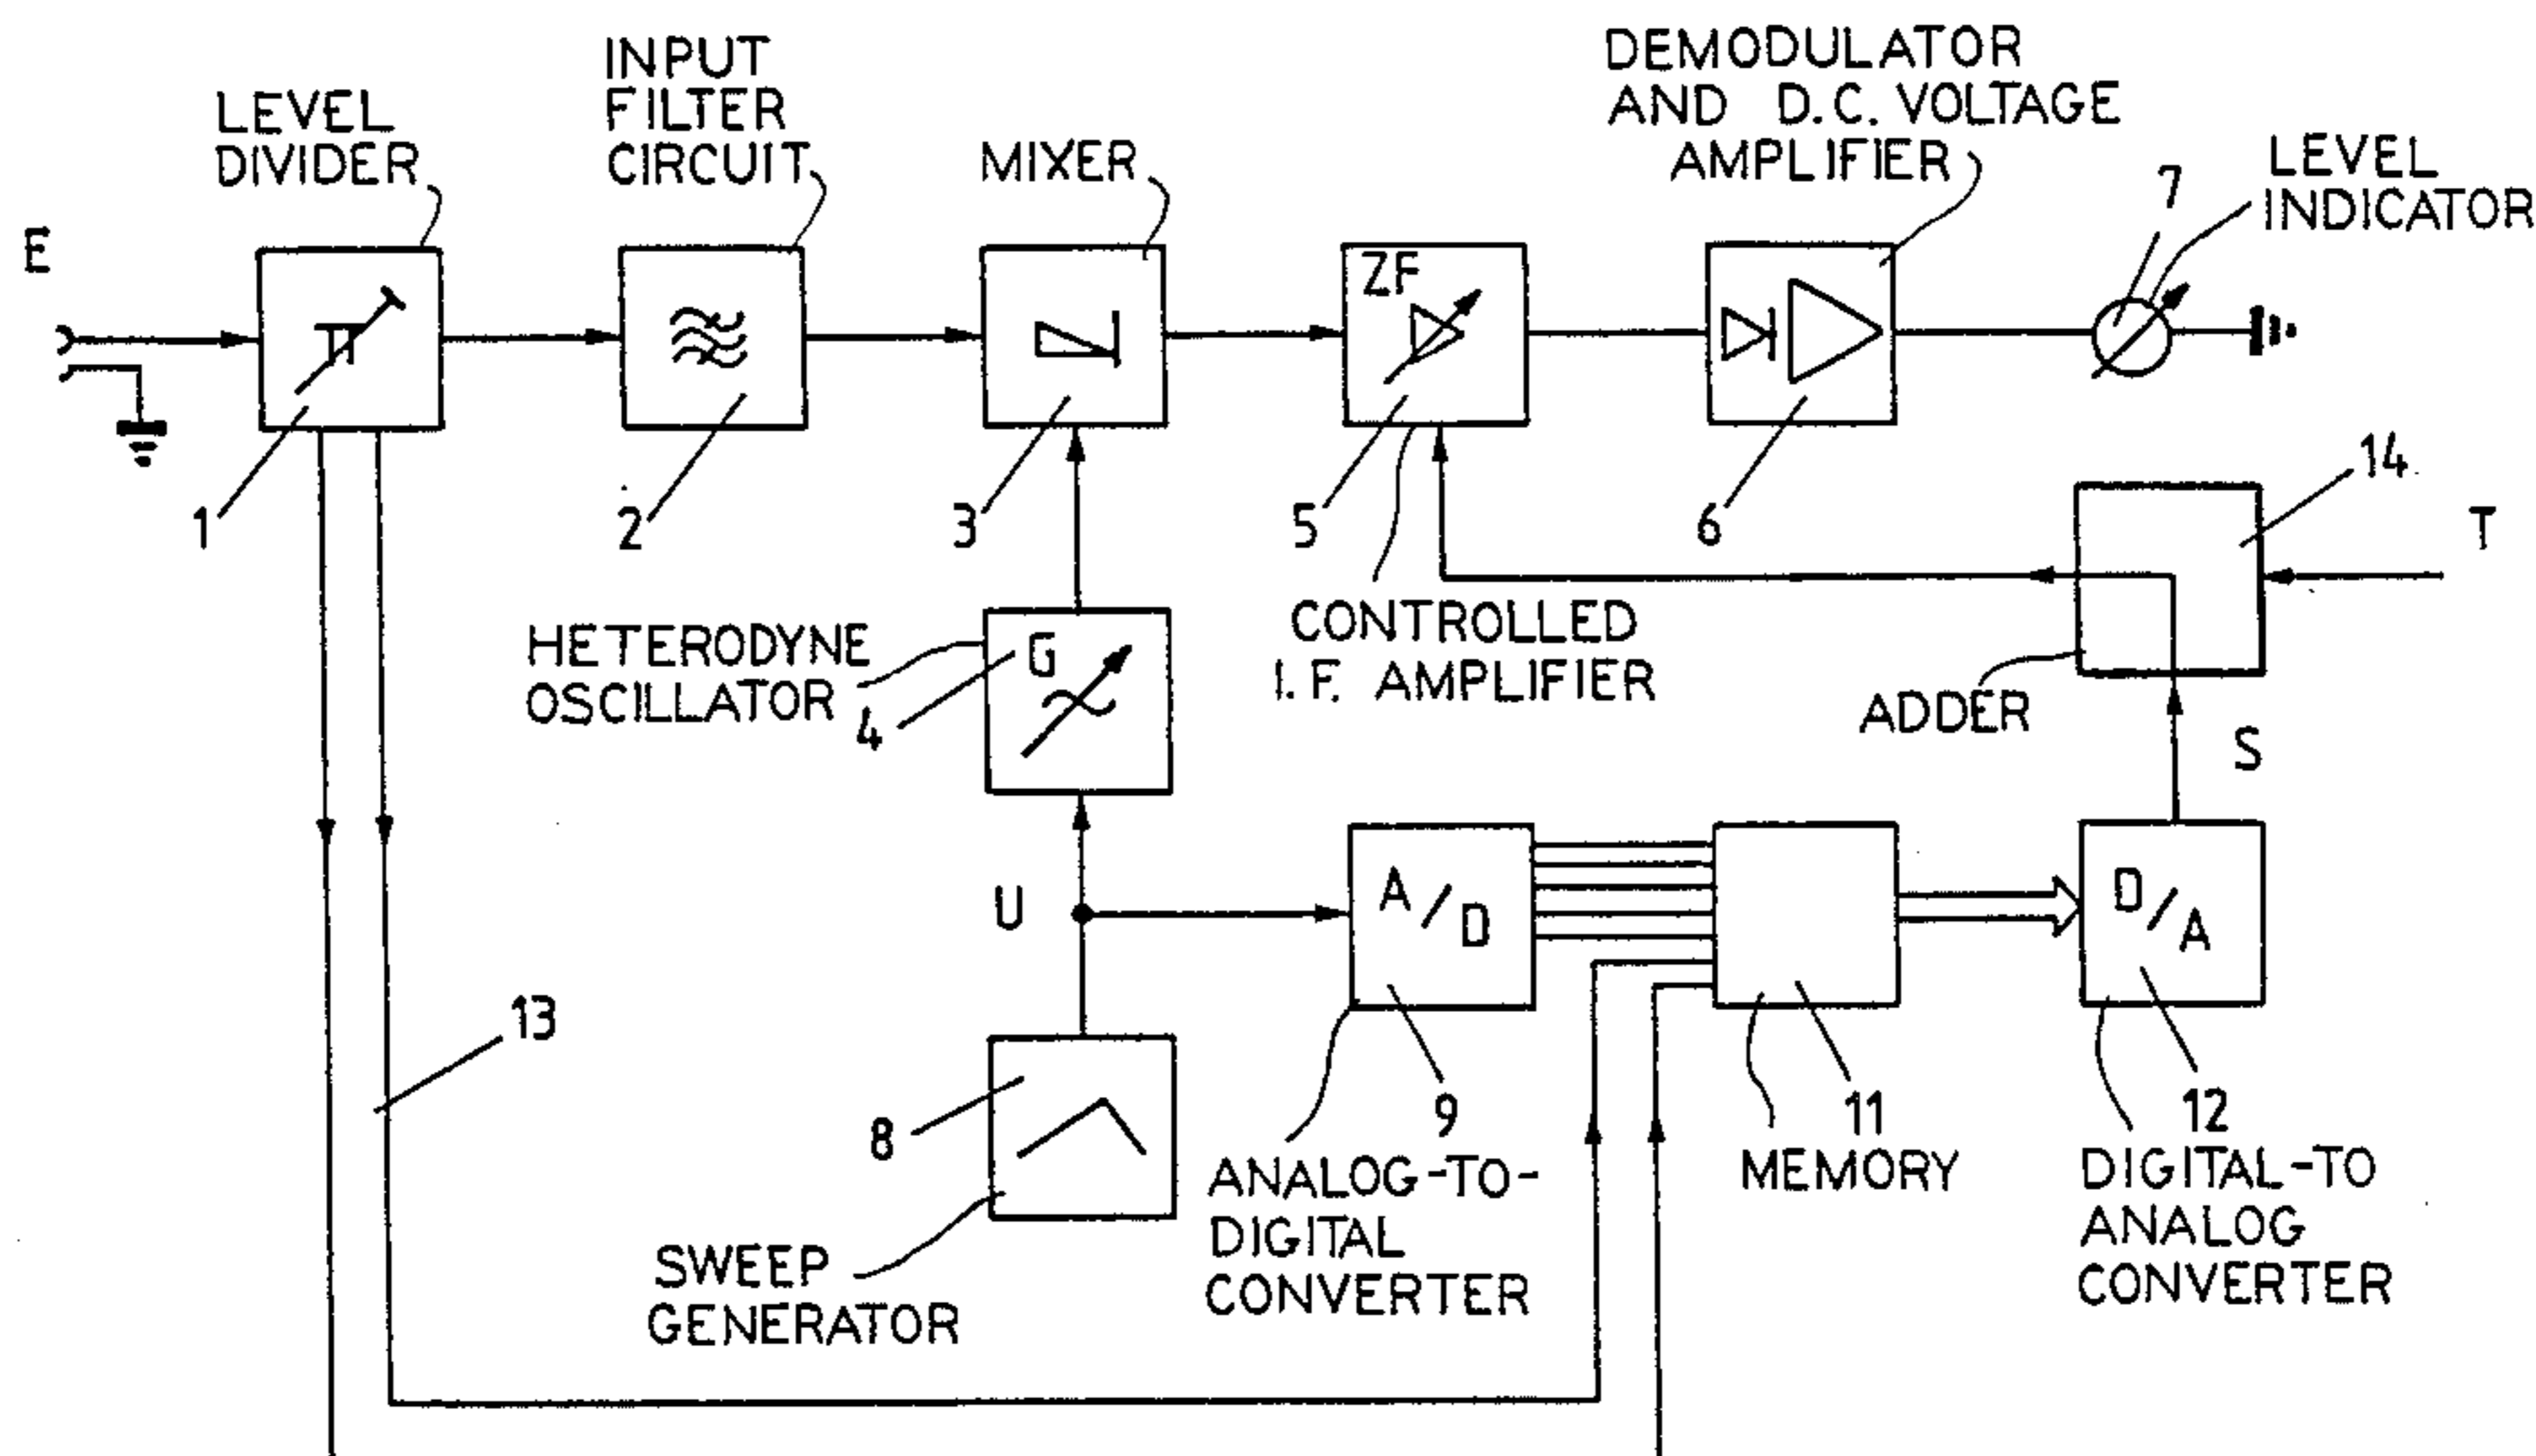 LEVEL
DIVIDER
INPUT
FILTER
CIRCUIT
MIXER
DEMODULATOR
AND D.C. VOLTAGE
AMPLIFIER
LEVEL
INDICATOR
7
E
ZF
1
2
3
5
6
14
T
HETERODYNE
OSCILLATOR
4
G
CONTROLLED
I.F. AMPLIFIER
ADDER
S
U
A/D
D/A
13
8
9
11
12
SWEEP
GENERATOR
ANALOG-TO-
DIGITAL
CONVERTER
MEMORY
DIGITAL-TO
ANALOG
CONVERTER